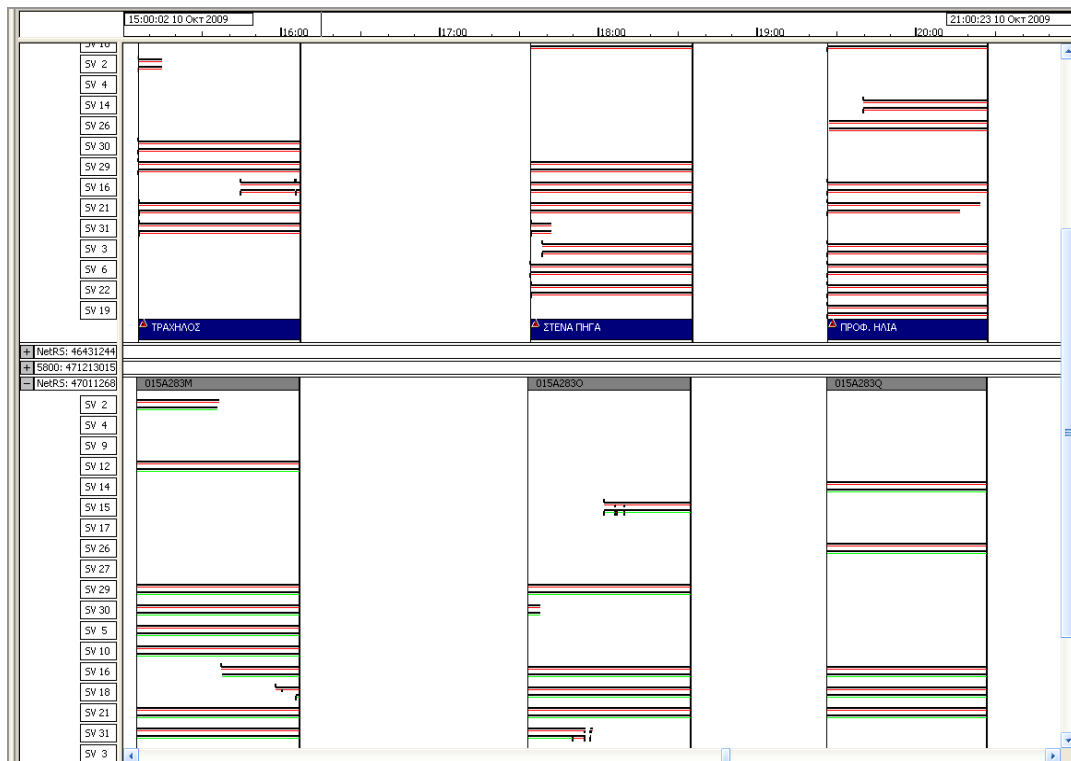 15:00:02 10 Οκτ 2009
21:00:23 10 Οκτ 2009
16:00
17:00
18:00
19:00
20:00
SV 2
SV 4
SV 14
SV 26
SV 30
SV 29
SV 16
SV 21
SV 31
SV 3
SV 6
SV 22
SV 19
ΤΡΑΧΗΛΟΣ
ΣΤΕΝΑ ΠΗΓΑ
ΠΡΟΦ. ΗΛΙΑ
NetRS: 46431244
5800: 471213015
NetRS: 47011268
015A283M
015A283O
015A283Q
SV 2
SV 4
SV 9
SV 12
SV 14
SV 15
SV 17
SV 26
SV 27
SV 29
SV 30
SV 5
SV 10
SV 16
SV 18
SV 21
SV 31
SV 3